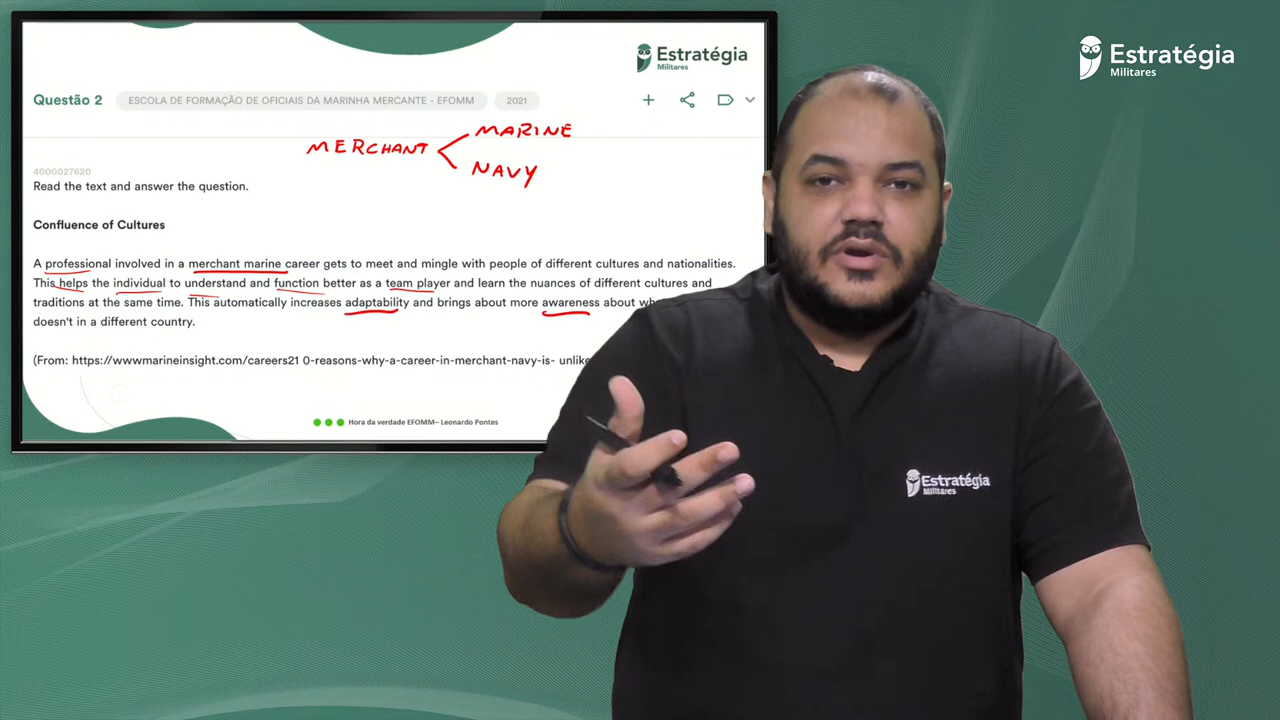 Estratégia
Militares
Estratégia
Militares
Questão 2 ESCOLA DE FORMAÇÃO DE OFICIAIS DA MARINHA MERCANTE - EFOMM 2021
MERCHANT MARINE
NAVY
4000027620
Read the text and answer the question.
Confluence of Cultures
A professional involved in a merchant marine career gets to meet and mingle with people of different cultures and nationalities.
This helps the individual to understand and function better as a team player and learn the nuances of different cultures and
traditions at the same time. This automatically increases adaptability and brings about more awareness about
doesn't in a different country.
(From: https://wwwmarineinsight.com/careers21 0-reasons-why-a-career-in-merchant-navy-is-
Hora da verdade EFOMM– Leonardo Pontes
Estratégia
Militares